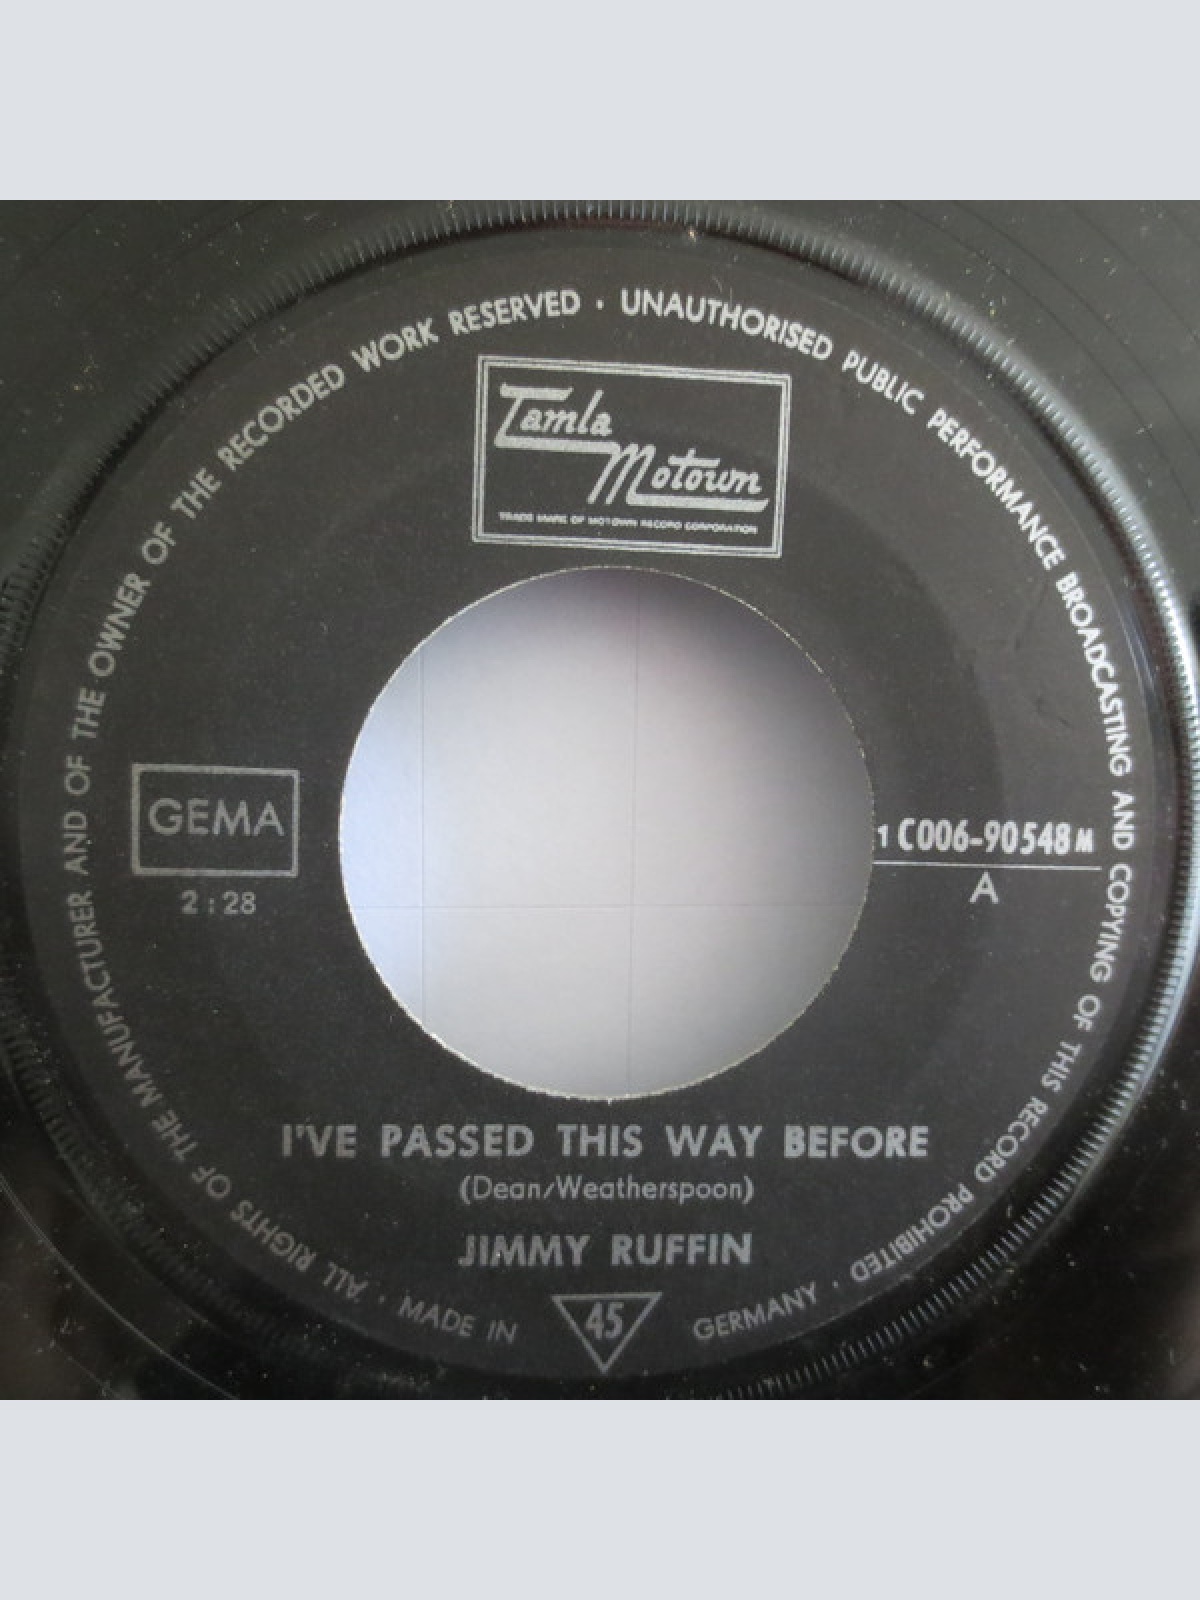 ALL RIGHTS OF THE MANUFACTURER AND OF THE OWNER OF THE RECORDED WORK RESERVED · UNAUTHORISED PUBLIC PERFORMANCE BROADCASTING AND COPYING OF THIS RECORD PROHIBITED ·
Tamla
Motown
TRADE MARK OF MOTOWN RECORD CORPORATION
GEMA
2:28
1 C006-90548 M
A
I'VE PASSED THIS WAY BEFORE
(Dean/Weatherspoon)
JIMMY RUFFIN
· MADE IN 45 GERMANY